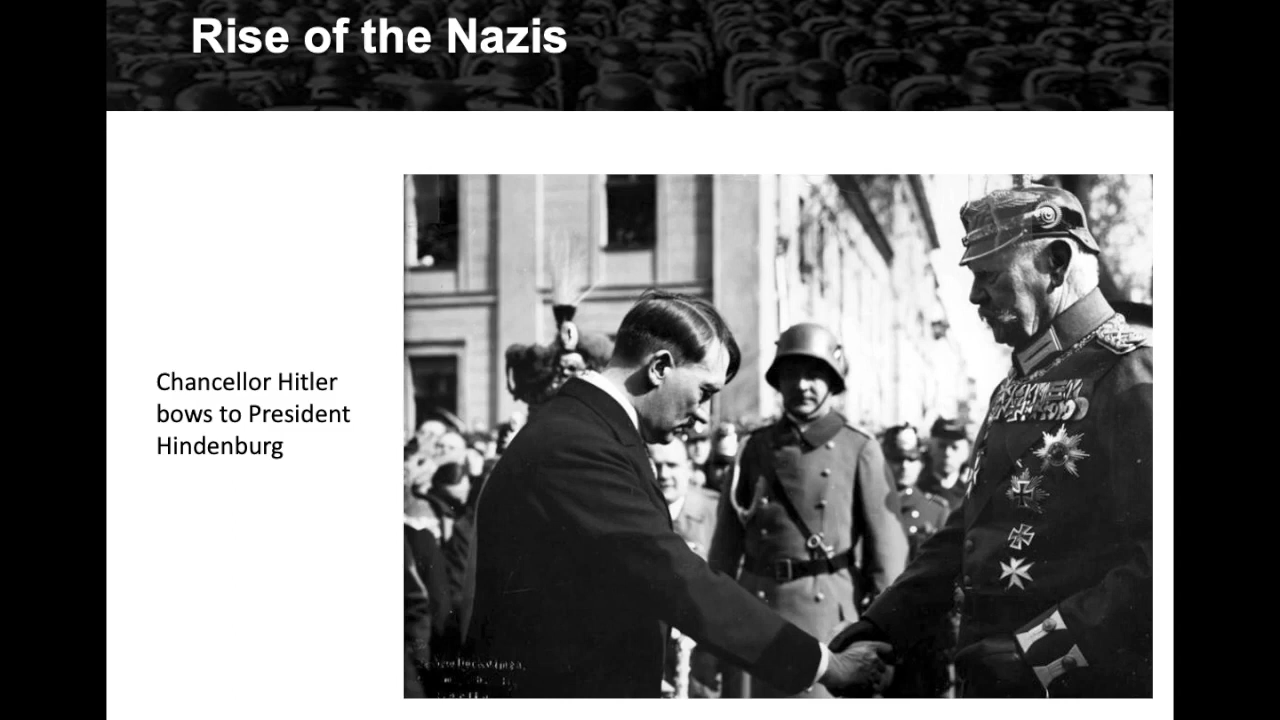 Rise of the Nazis
Chancellor Hitler
bows to President
Hindenburg